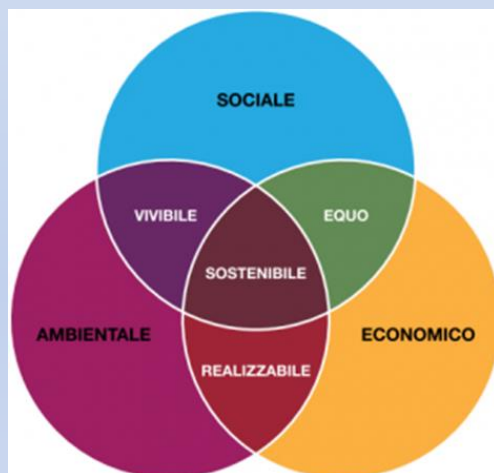 SOCIALE
VIVIBILE
EQUO
SOSTENIBILE
AMBIENTALE
ECONOMICO
REALIZZABILE